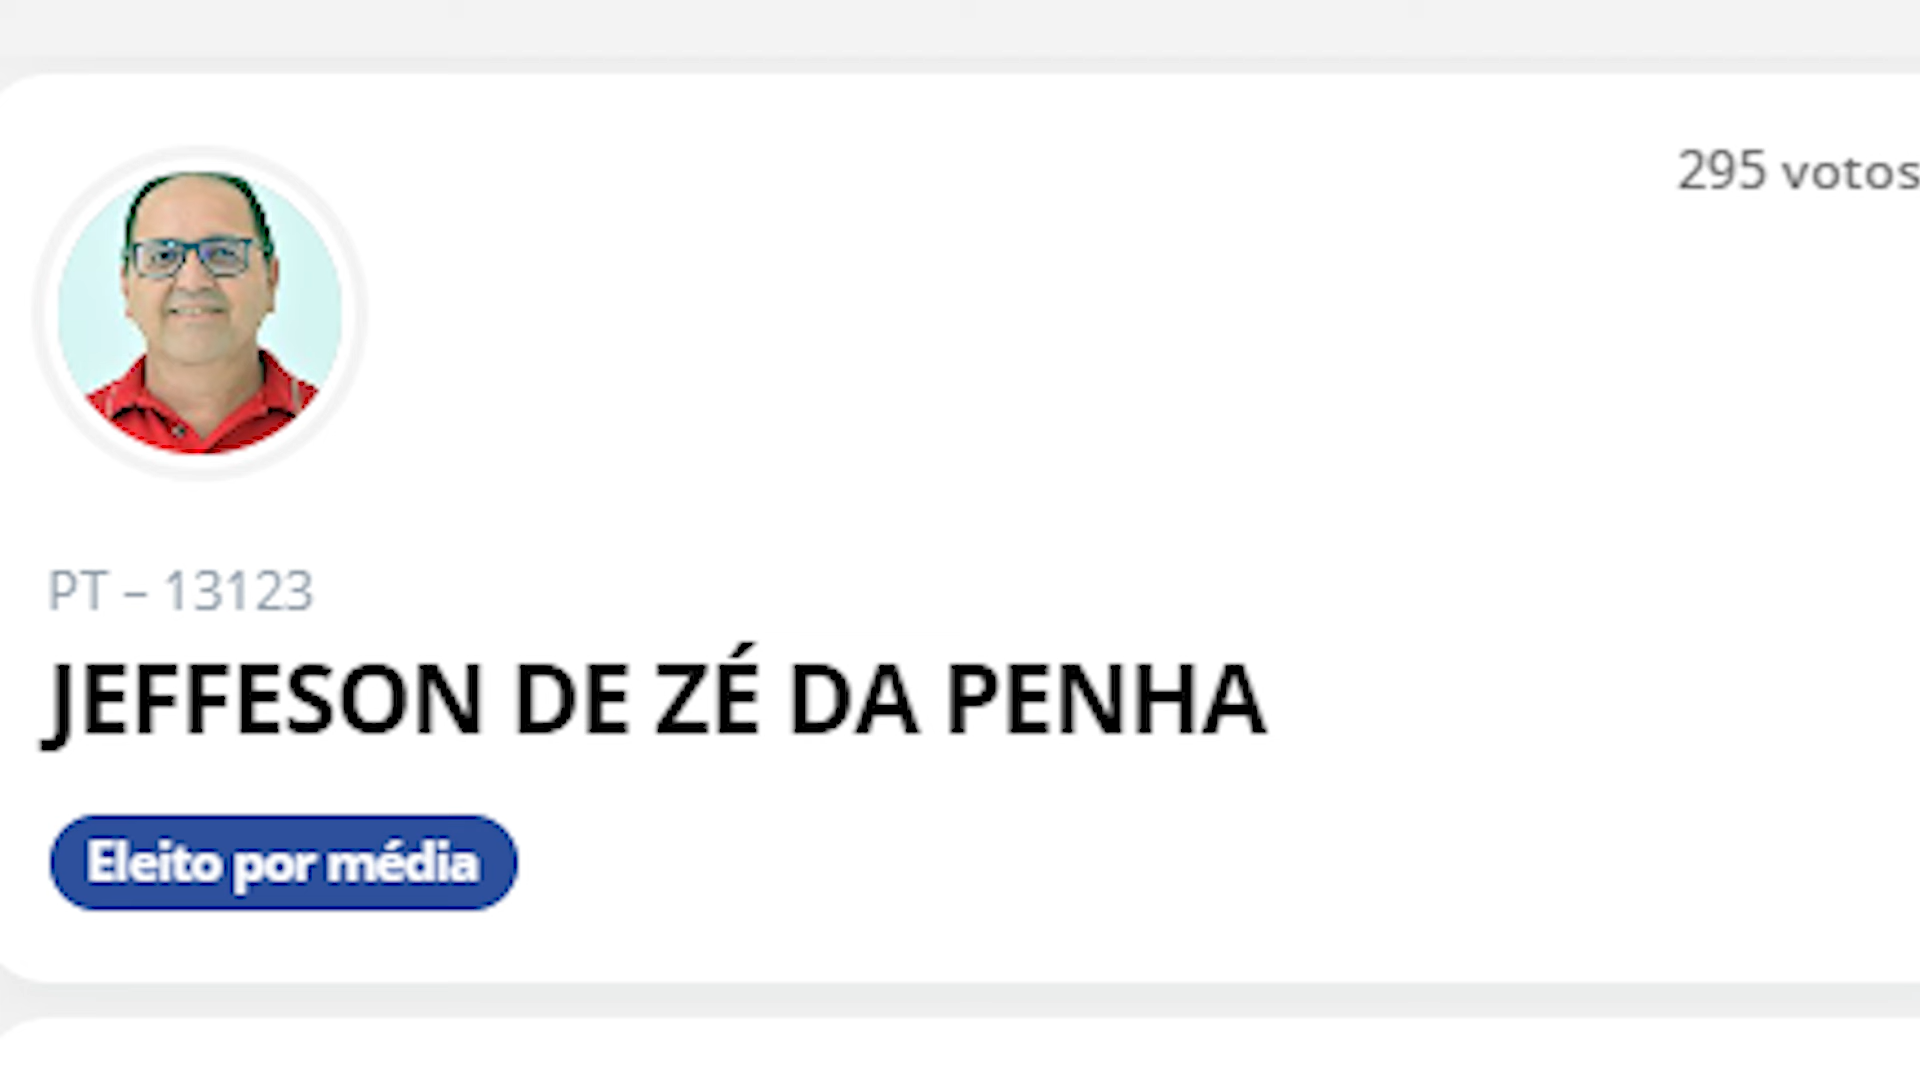 295 votos
PT – 13123
JEFFESON DE ZÉ DA PENHA
Eleito por média